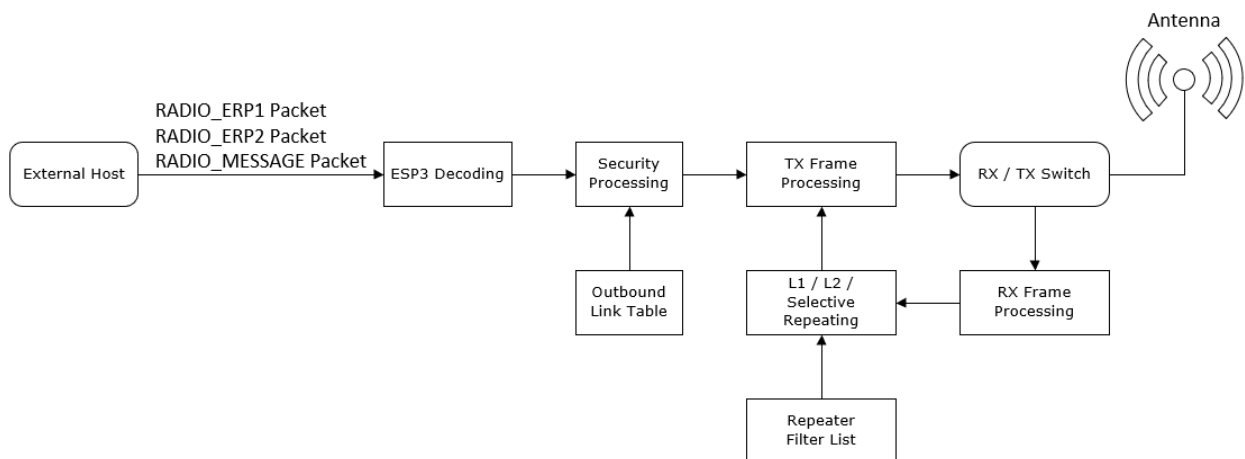 Antenna
RADIO_ERP1 Packet
RADIO_ERP2 Packet
RADIO_MESSAGE Packet
External Host
ESP3 Decoding
Security
Processing
TX Frame
Processing
RX / TX Switch
Outbound
Link Table
L1 / L2 /
Selective
Repeating
RX Frame
Processing
Repeater
Filter List